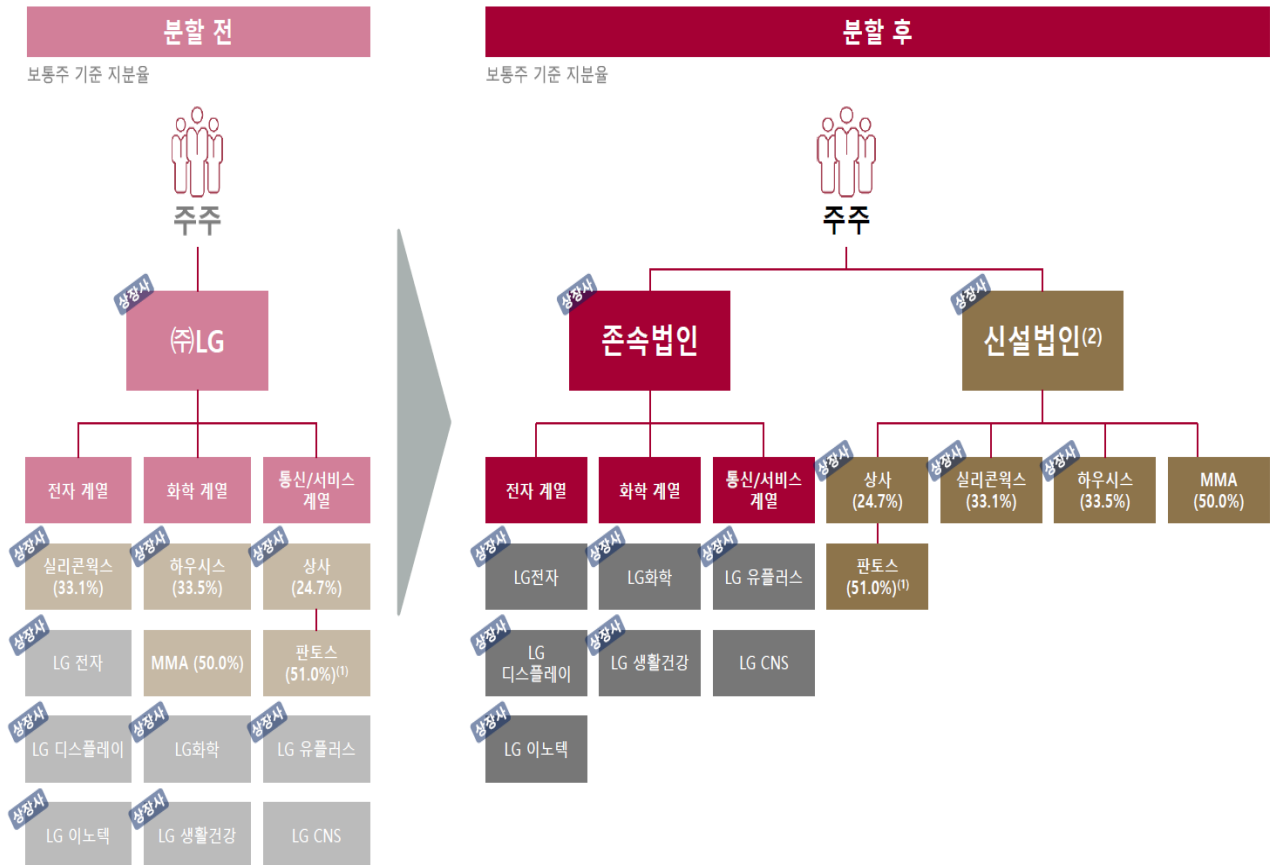 분할 전
보통주 기준 지분율
주주
상장사
㈜LG
전자 계열
화학 계열
통신/서비스
계열
상장사
실리콘웍스
(33.1%)
상장사
하우시스
(33.5%)
상장사
상사
(24.7%)
상장사
LG 전자
MMA (50.0%)
판토스
(51.0%)⁽¹⁾
상장사
LG 디스플레이
상장사
LG화학
상장사
LG 유플러스
상장사
LG 이노텍
상장사
LG 생활건강
LG CNS
분할 후
보통주 기준 지분율
주주
상장사
존속법인
상장사
신설법인⁽²⁾
전자 계열
화학 계열
통신/서비스
계열
상장사
상사
(24.7%)
상장사
실리콘웍스
(33.1%)
상장사
하우시스
(33.5%)
MMA
(50.0%)
상장사
LG전자
상장사
LG화학
상장사
LG 유플러스
판토스
(51.0%)⁽¹⁾
상장사
LG
디스플레이
상장사
LG 생활건강
LG CNS
상장사
LG 이노텍